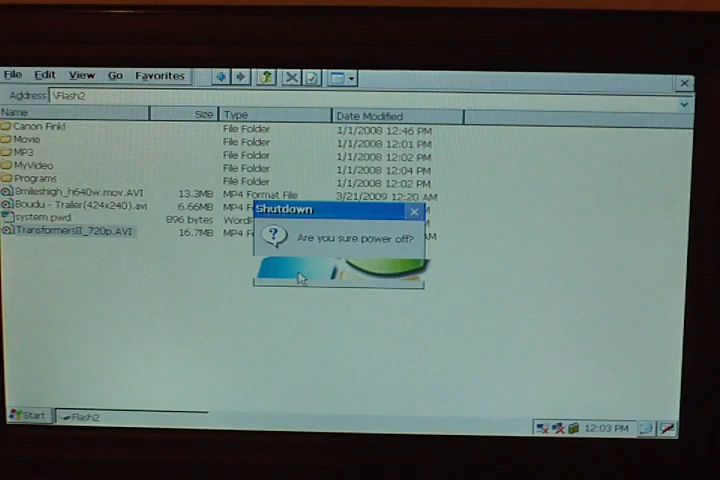 File Edit View Go Favorites
Address \Flash2
Name Size Type Date Modified
Canon Fink! File Folder 1/1/2008 12:46 PM
Movie File Folder 1/1/2008 12:01 PM
MP3 File Folder 1/1/2008 12:02 PM
MyVideo File Folder 1/1/2008 12:04 PM
Programs File Folder 1/1/2008 12:02 PM
8mileshigh_h640w.mov.AVI 13.3MB MP4 Format File 3/21/2009 12:20 AM
Boudu - Trailer(424x240).avi 6.66MB MP4 F
system.pwd 896 bytes WordP
TransformersII_720p.AVI 16.7MB MP4 F AM
Shutdown
Are you sure power off?
Start Flash2 12:03 PM